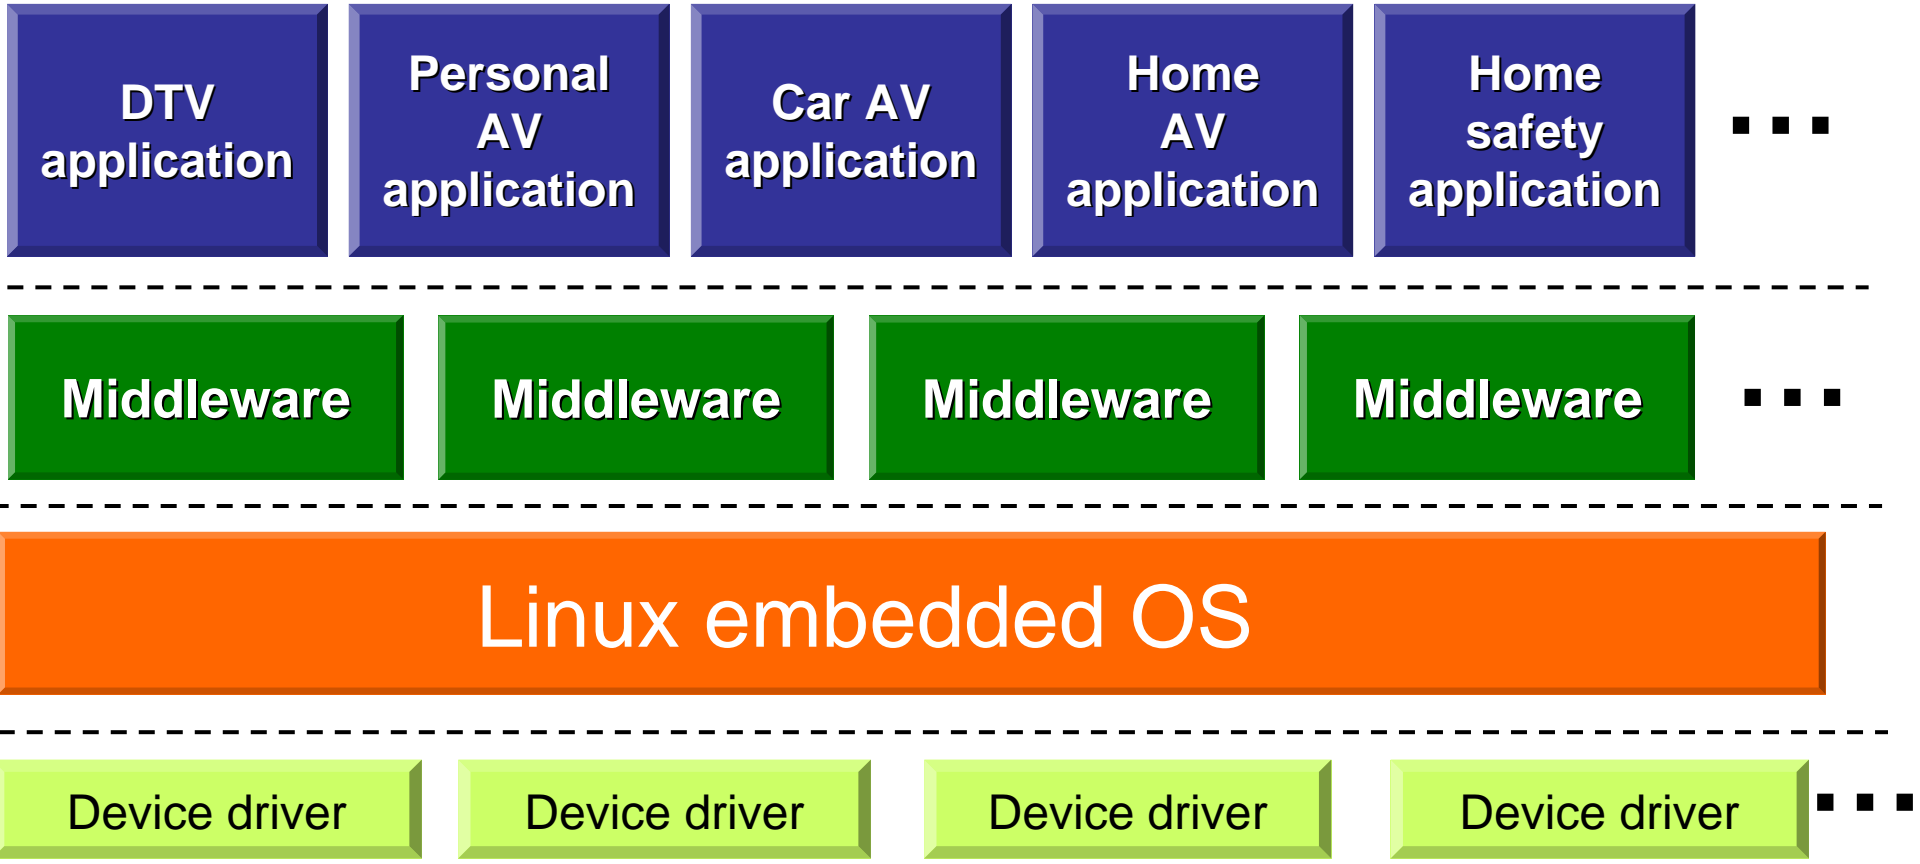 DTV
application
Personal
AV
application
Car AV
application
Home
AV
application
Home
safety
application
...
Middleware
Middleware
Middleware
Middleware
...
Linux embedded OS
Device driver
Device driver
Device driver
Device driver
...